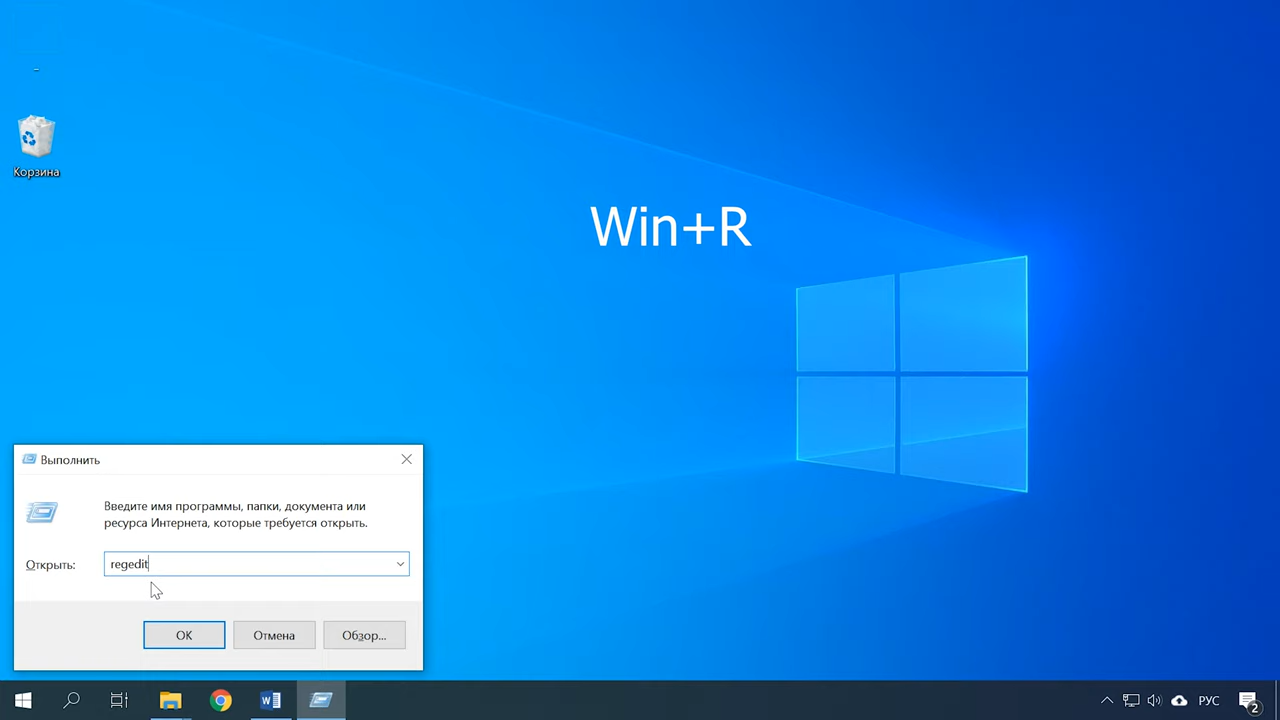 Корзина
Win+R
Выполнить
Введите имя программы, папки, документа или
ресурса Интернета, которые требуется открыть.
Открыть:
regedit
ОК
Отмена
Обзор...
РУС
2